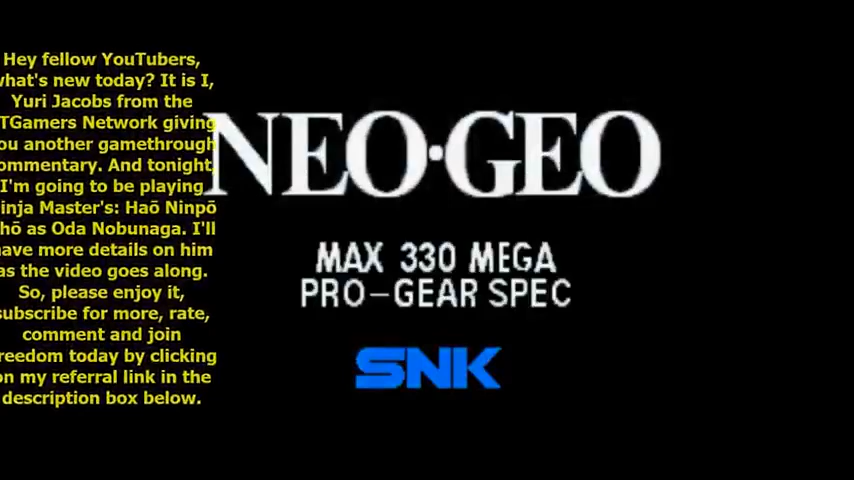 Hey fellow YouTubers,
what's new today? It is I,
Yuri Jacobs from the
TGamers Network giving
you another gamethrough
commentary. And tonight,
I'm going to be playing
Ninja Master's: Haō Ninpō
Chō as Oda Nobunaga. I'll
have more details on him
as the video goes along.
So, please enjoy it,
subscribe for more, rate,
comment and join
Freedom today by clicking
on my referral link in the
description box below.
NEO·GEO
MAX 330 MEGA
PRO-GEAR SPEC
SNK